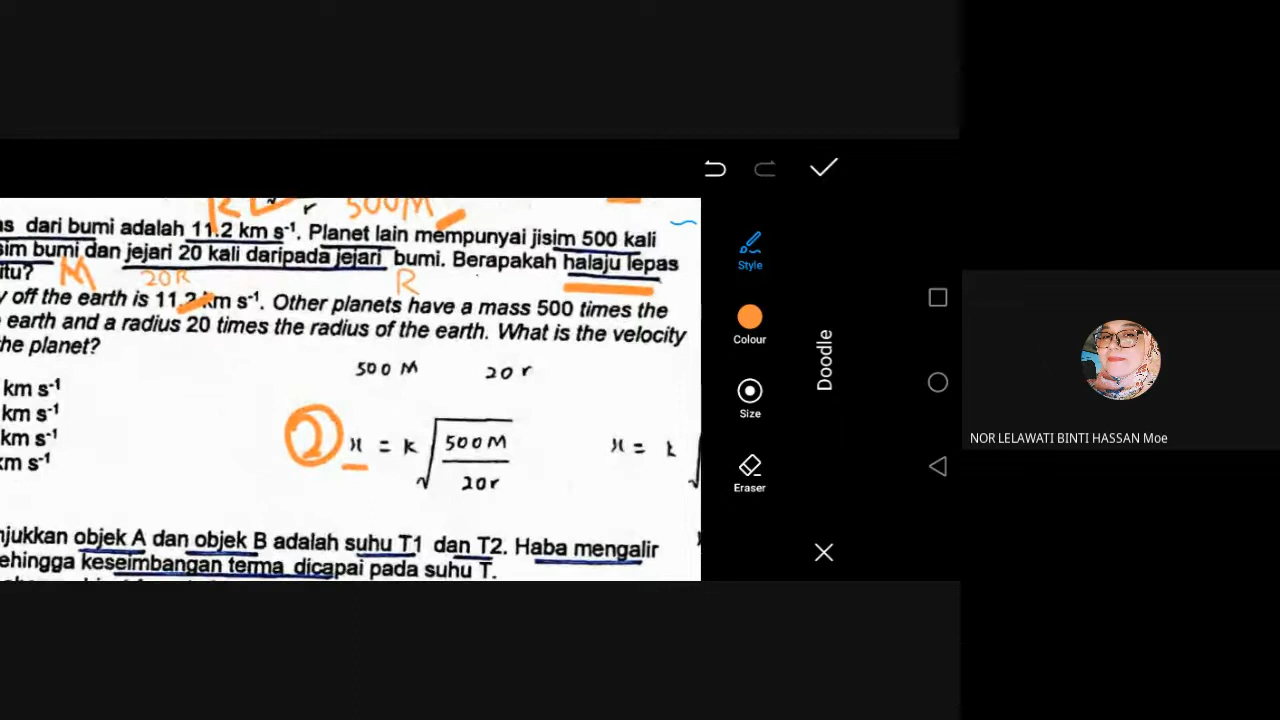 K r 500M
as dari bumi adalah 11.2 km s⁻¹. Planet lain mempunyai jisim 500 kali
sim bumi dan jejari 20 kali daripada jejari bumi. Berapakah halaju lepas
itu? M 20R R
y off the earth is 11.2 km s⁻¹. Other planets have a mass 500 times the
earth and a radius 20 times the radius of the earth. What is the velocity
he planet?
500 M 20 r
km s⁻¹
km s⁻¹
km s⁻¹
km s⁻¹
2 x = k √ 500M / 20r
x = k √
njukkan objek A dan objek B adalah suhu T1 dan T2. Haba mengalir
ehingga keseimbangan terma dicapai pada suhu T.
Style
Colour
Size
Eraser
Doodle
NOR LELAWATI BINTI HASSAN Moe